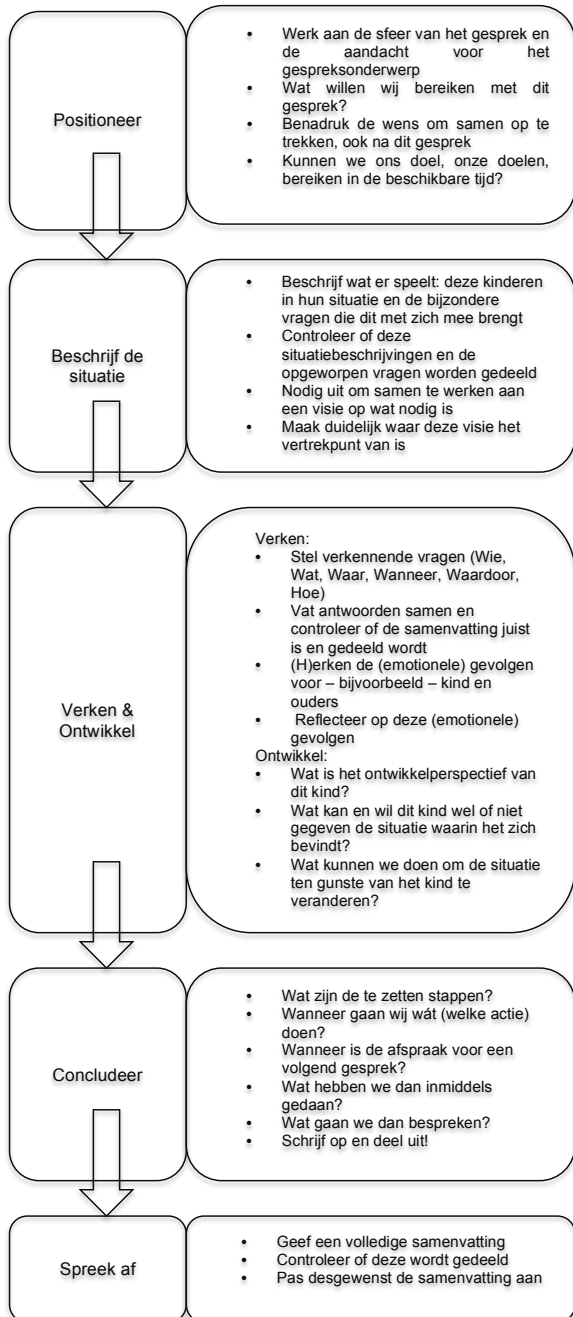 Positioneer
• Werk aan de sfeer van het gesprek en
de aandacht voor het
gespreksonderwerp
• Wat willen wij bereiken met dit
gesprek?
• Benadruk de wens om samen op te
trekken, ook na dit gesprek
• Kunnen we ons doel, onze doelen,
bereiken in de beschikbare tijd?
Beschrijf de
situatie
• Beschrijf wat er speelt: deze kinderen
in hun situatie en de bijzondere
vragen die dit met zich mee brengt
• Controleer of deze
situatiebeschrijvingen en de
opgeworpen vragen worden gedeeld
• Nodig uit om samen te werken aan
een visie op wat nodig is
• Maak duidelijk waar deze visie het
vertrekpunt van is
Verken &
Ontwikkel
Verken:
• Stel verkennende vragen (Wie,
Wat, Waar, Wanneer, Waardoor,
Hoe)
• Vat antwoorden samen en
controleer of de samenvatting juist
is en gedeeld wordt
• (H)erken de (emotionele) gevolgen
voor – bijvoorbeeld – kind en
ouders
• Reflecteer op deze (emotionele)
gevolgen
Ontwikkel:
• Wat is het ontwikkelperspectief van
dit kind?
• Wat kan en wil dit kind wel of niet
gegeven de situatie waarin het zich
bevindt?
• Wat kunnen we doen om de situatie
ten gunste van het kind te
veranderen?
Concludeer
• Wat zijn de te zetten stappen?
• Wanneer gaan wij wát (welke actie)
doen?
• Wanneer is de afspraak voor een
volgend gesprek?
• Wat hebben we dan inmiddels
gedaan?
• Wat gaan we dan bespreken?
• Schrijf op en deel uit!
Spreek af
• Geef een volledige samenvatting
• Controleer of deze wordt gedeeld
• Pas desgewenst de samenvatting aan